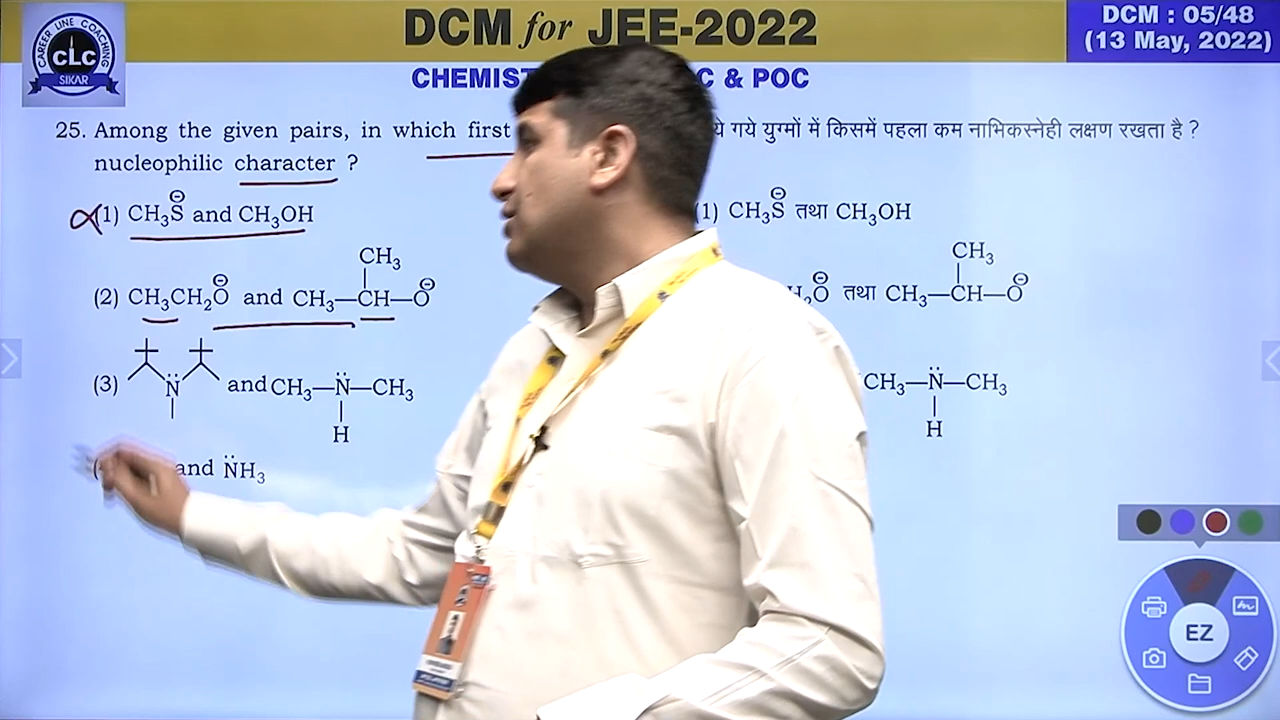 DCM for JEE-2022
DCM : 05/48
(13 May, 2022)
CAREER LINE COACHING
CLC
SIKAR
C & POC
25. Among the given pairs, in which first
nucleophilic character ?
गये युग्मों में किसमें पहला कम नाभिकस्नेही लक्षण रखता है ?
(1) CH₃S⊖ and CH₃OH
(1) CH₃S⊖ तथा CH₃OH
CH₃
(2) CH₃CH₂O⊖ and CH₃—CH—O⊖
CH₃
O⊖ तथा CH₃—CH—O⊖
(3) N̈ and CH₃—N̈—CH₃
H
CH₃—N̈—CH₃
H
and N̈H₃
EZ